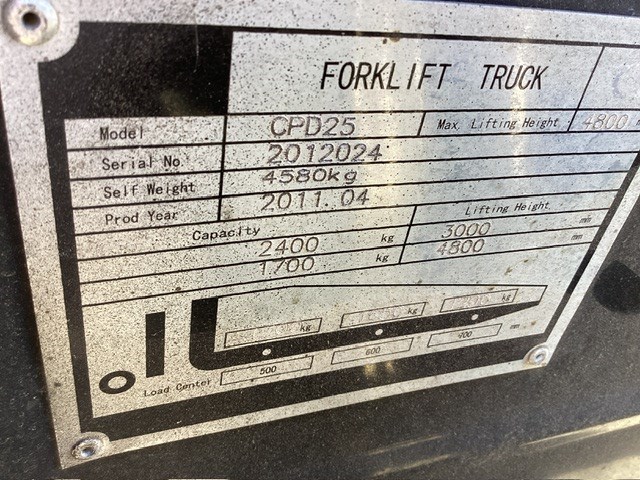 FORKLIFT TRUCK
Model CPD25 Max. Lifting Height 4800
Serial No 2012024
Self Weight 4580kg
Prod Year 2011.04
Capacity Lifting Height
2400 kg 3000 mm
1700 kg 4800 mm
kg kg kg
Load Center 500 600 700 mm